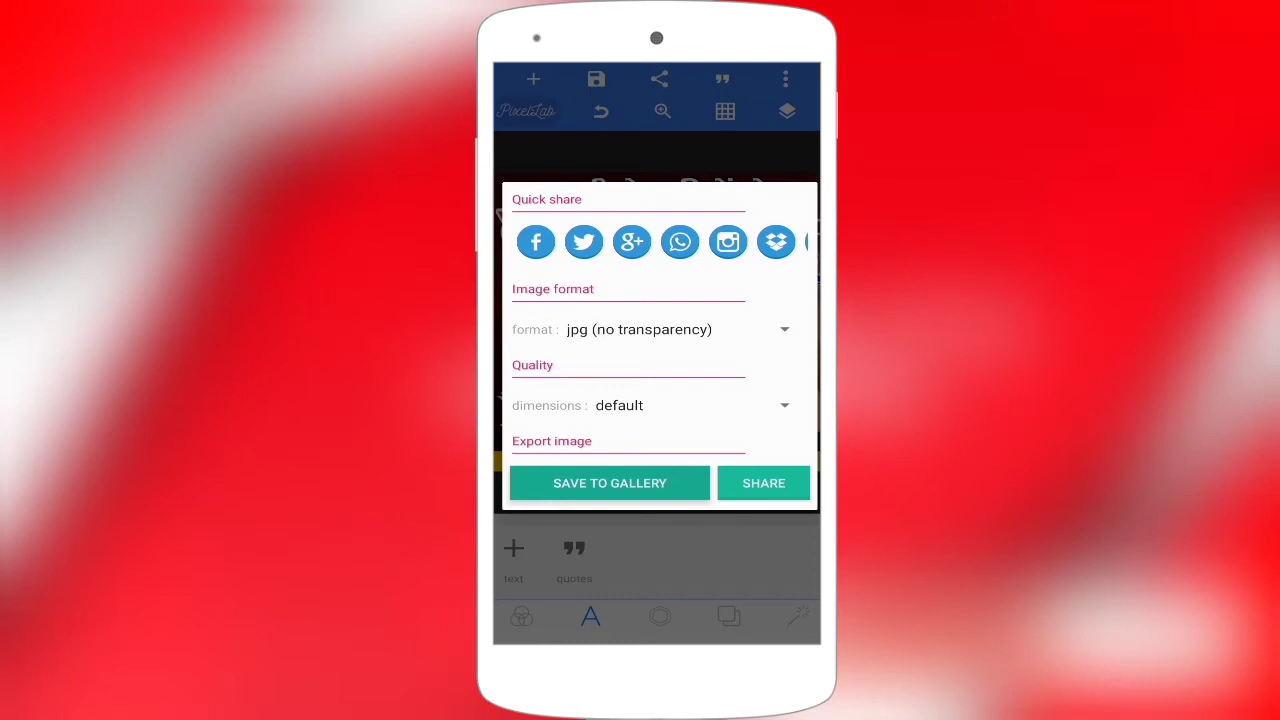 PixelLab
Quick share
Image format
format : jpg (no transparency)
Quality
dimensions : default
Export image
SAVE TO GALLERY SHARE
text quotes